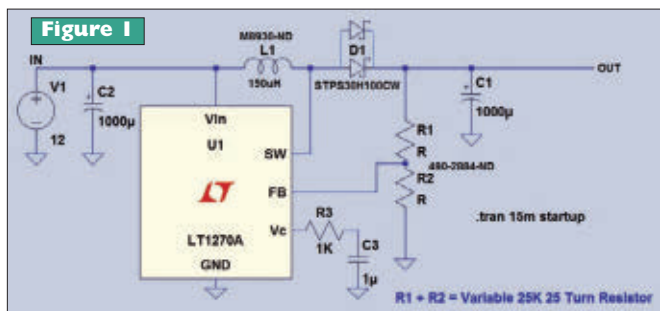 Figure 1
M8930-ND
IN
L1
D1
OUT
150uH
STPS30H100CW
V1
C2
C1
1000µ
1000µ
12
Vin
U1
SW
R1
R
490-2884-ND
FB
R2
R
R3
Vc
.tran 15m startup
LT1270A
1K
C3
GND
1µ
R1 + R2 = Variable 25K 25 Turn Resistor